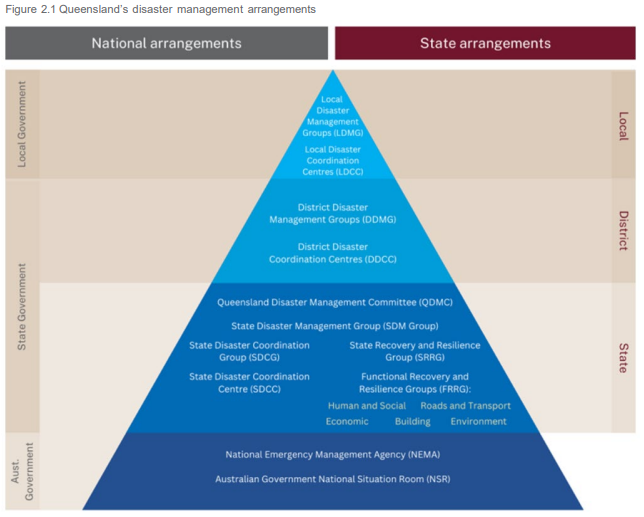 Figure 2.1 Queensland's disaster management arrangements
National arrangements
State arrangements
Local Government
State Government
Aust.
Government
Local
Disaster
Management
Groups (LDMG)
Local Disaster
Coordination
Centres (LDCC)
District Disaster
Management Groups (DDMG)
District Disaster
Coordination Centres (DDCC)
Queensland Disaster Management Committee (QDMC)
State Disaster Management Group (SDM Group)
State Disaster Coordination
Group (SDCG)
State Recovery and Resilience
Group (SRRG)
State Disaster Coordination
Centre (SDCC)
Functional Recovery and
Resilience Groups (FRRG):
Human and Social Roads and Transport
Economic Building Environment
National Emergency Management Agency (NEMA)
Australian Government National Situation Room (NSR)
Local
District
State